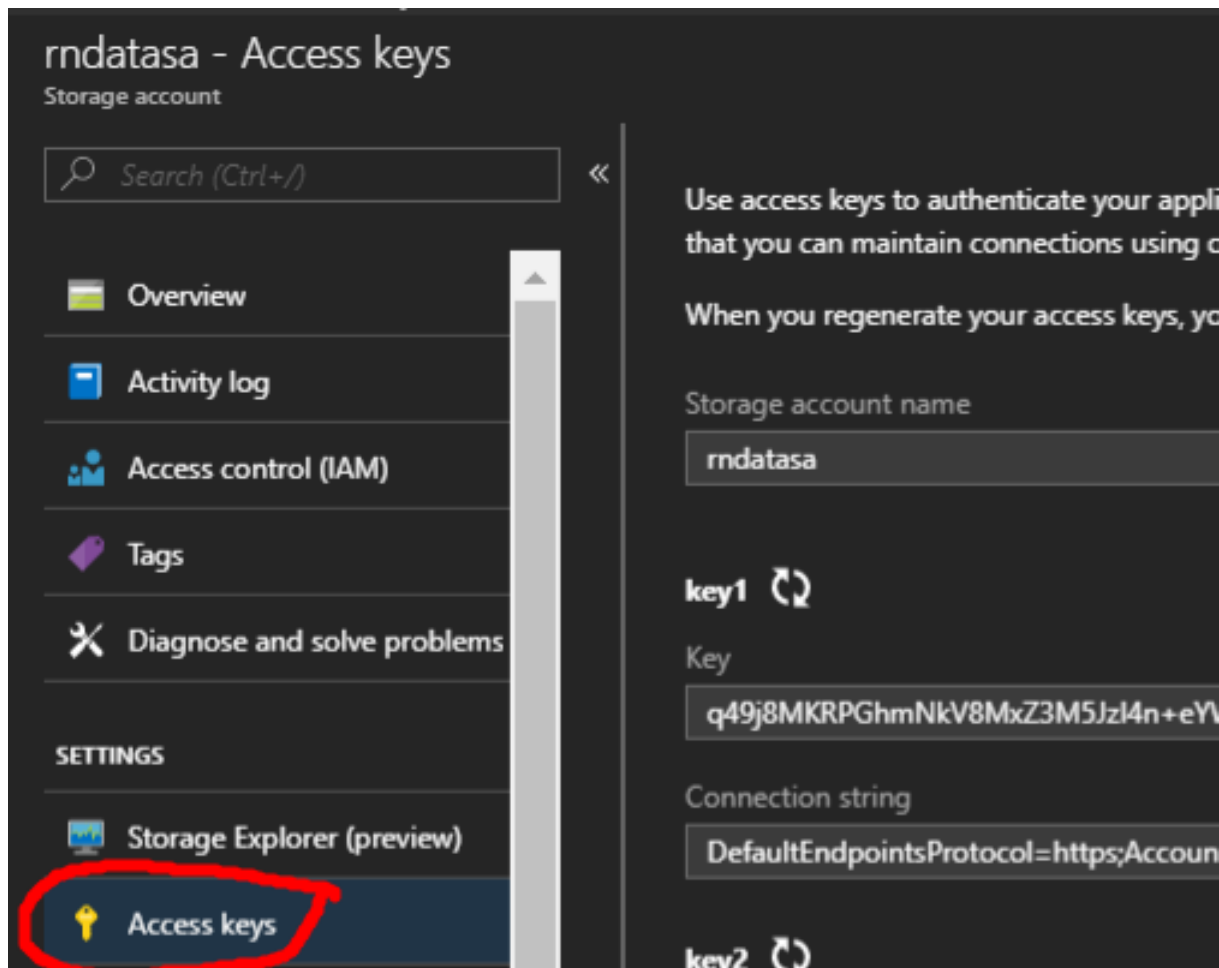 rndatasa - Access keys
Storage account
Search (Ctrl+/)
«
Overview
Activity log
Access control (IAM)
Tags
Diagnose and solve problems
SETTINGS
Storage Explorer (preview)
Access keys
Use access keys to authenticate your appli
that you can maintain connections using c
When you regenerate your access keys, yo
Storage account name
rndatasa
key1
Key
q49j8MKRPGhmNkV8MxZ3M5JzI4n+eYV
Connection string
DefaultEndpointsProtocol=https;Accoun
key2